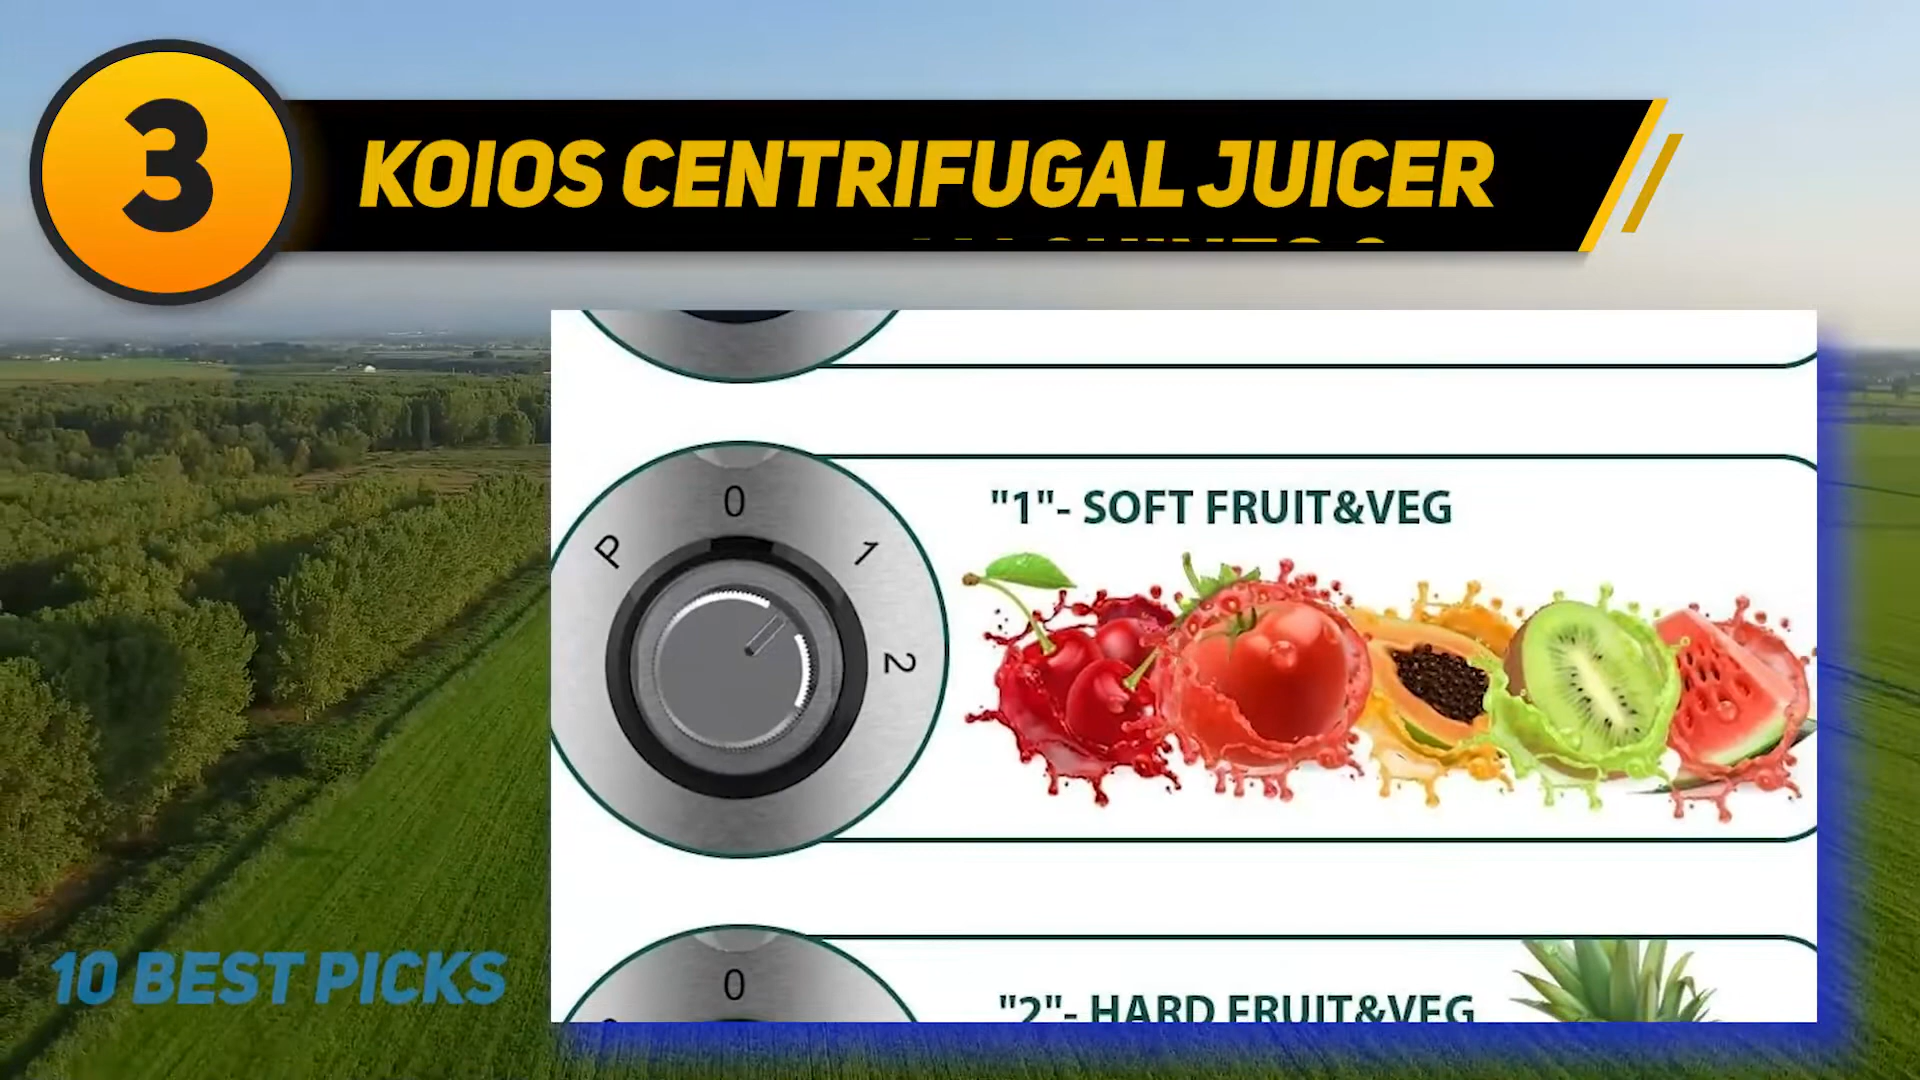 3
KOIOS CENTRIFUGAL JUICER
0
P
1
2
"1"- SOFT FRUIT&VEG
0
"2"- HARD FRUIT&VEG
10 BEST PICKS